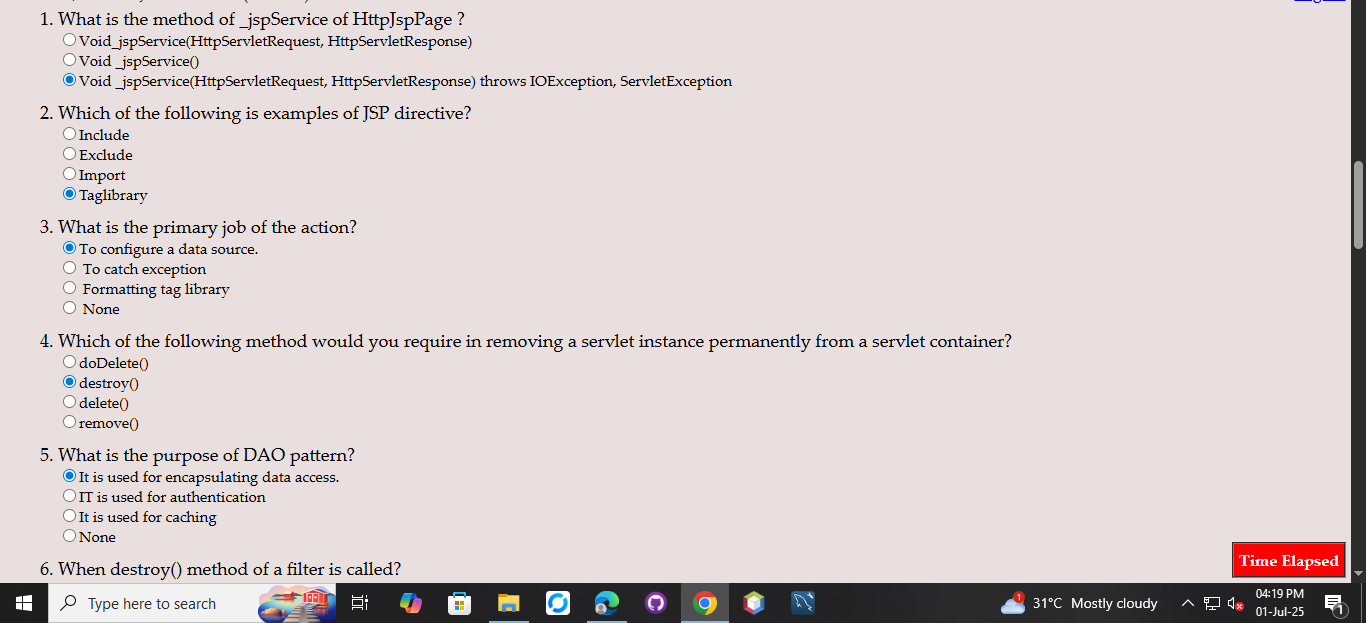 1. What is the method of _jspService of HttpJspPage ?
Void_jspService(HttpServletRequest, HttpServletResponse)
Void _jspService()
Void _jspService(HttpServletRequest, HttpServletResponse) throws IOException, ServletException
2. Which of the following is examples of JSP directive?
Include
Exclude
Import
Taglibrary
3. What is the primary job of the action?
To configure a data source.
To catch exception
Formatting tag library
None
4. Which of the following method would you require in removing a servlet instance permanently from a servlet container?
doDelete()
destroy()
delete()
remove()
5. What is the purpose of DAO pattern?
It is used for encapsulating data access.
IT is used for authentication
It is used for caching
None
Time Elapsed
6. When destroy() method of a filter is called?
Type here to search
1
31°C Mostly cloudy
04:19 PM
01-Jul-25
1